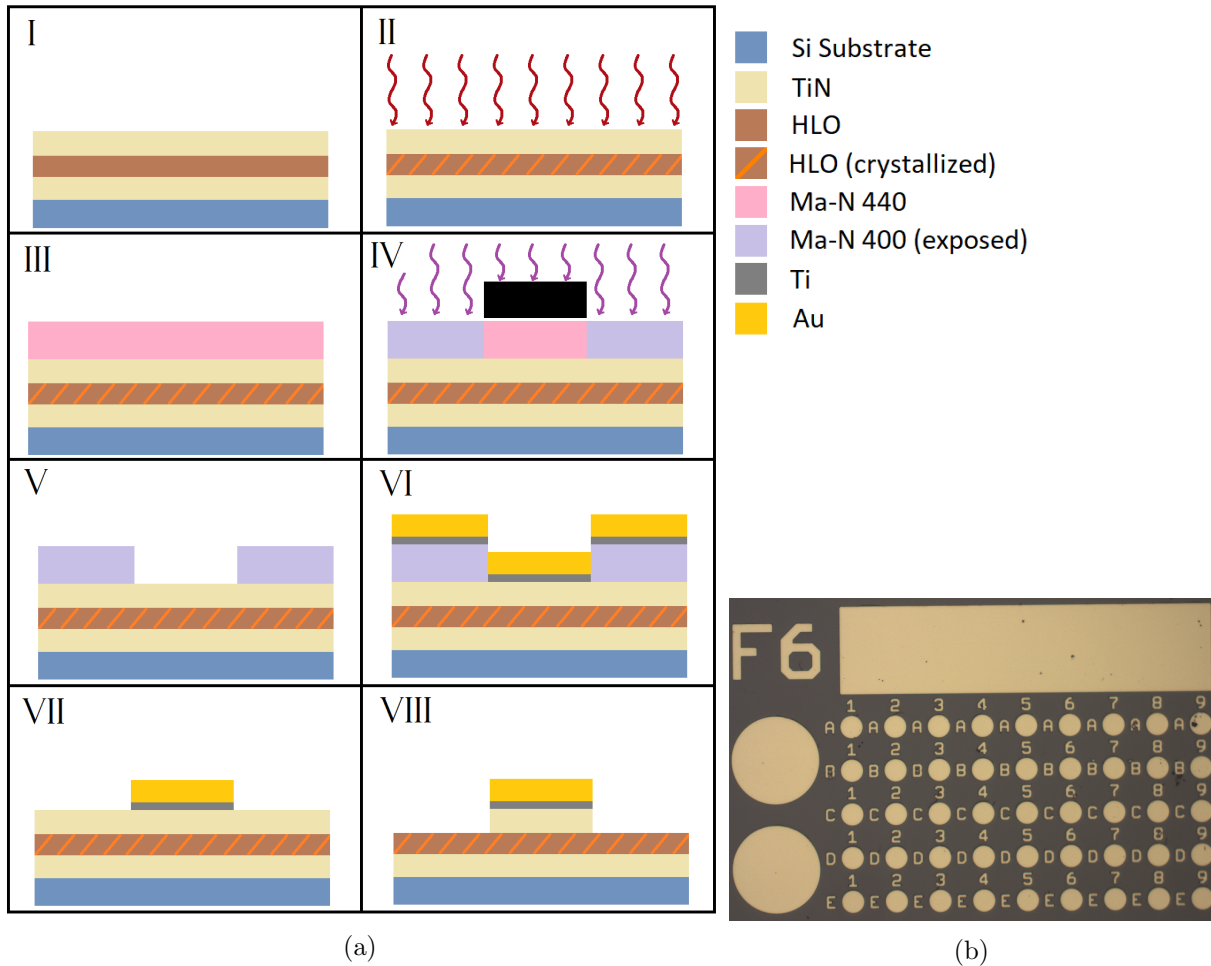 I
II
III
IV
V
VI
VII
VIII
Si Substrate
TiN
HLO
HLO (crystallized)
Ma-N 440
Ma-N 400 (exposed)
Ti
Au
F6
1 2 3 4 5 6 7 8 9
A A A A A A A A A
1 2 3 4 5 6 7 8 9
B B B B B B B B B
1 2 3 4 5 6 7 8 9
C C C C C C C C C
1 2 3 4 5 6 7 8 9
D D D D D D D D D
1 2 3 4 5 6 7 8 9
E E E E E E E E E
(a)
(b)